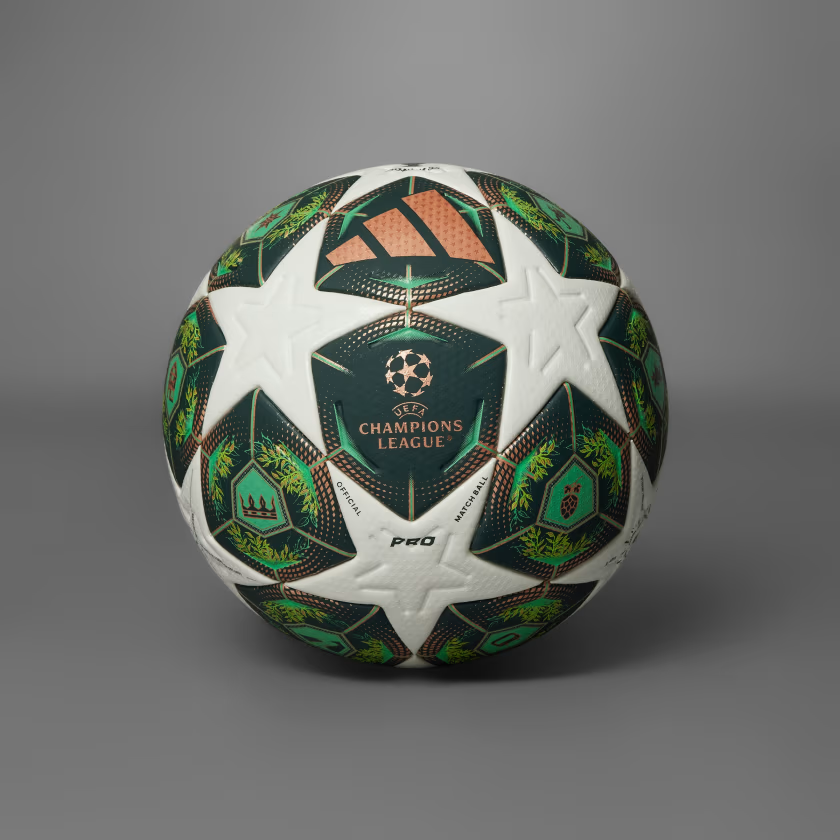 UEFA
CHAMPIONS
LEAGUE®
OFFICIAL
MATCH BALL
PRO